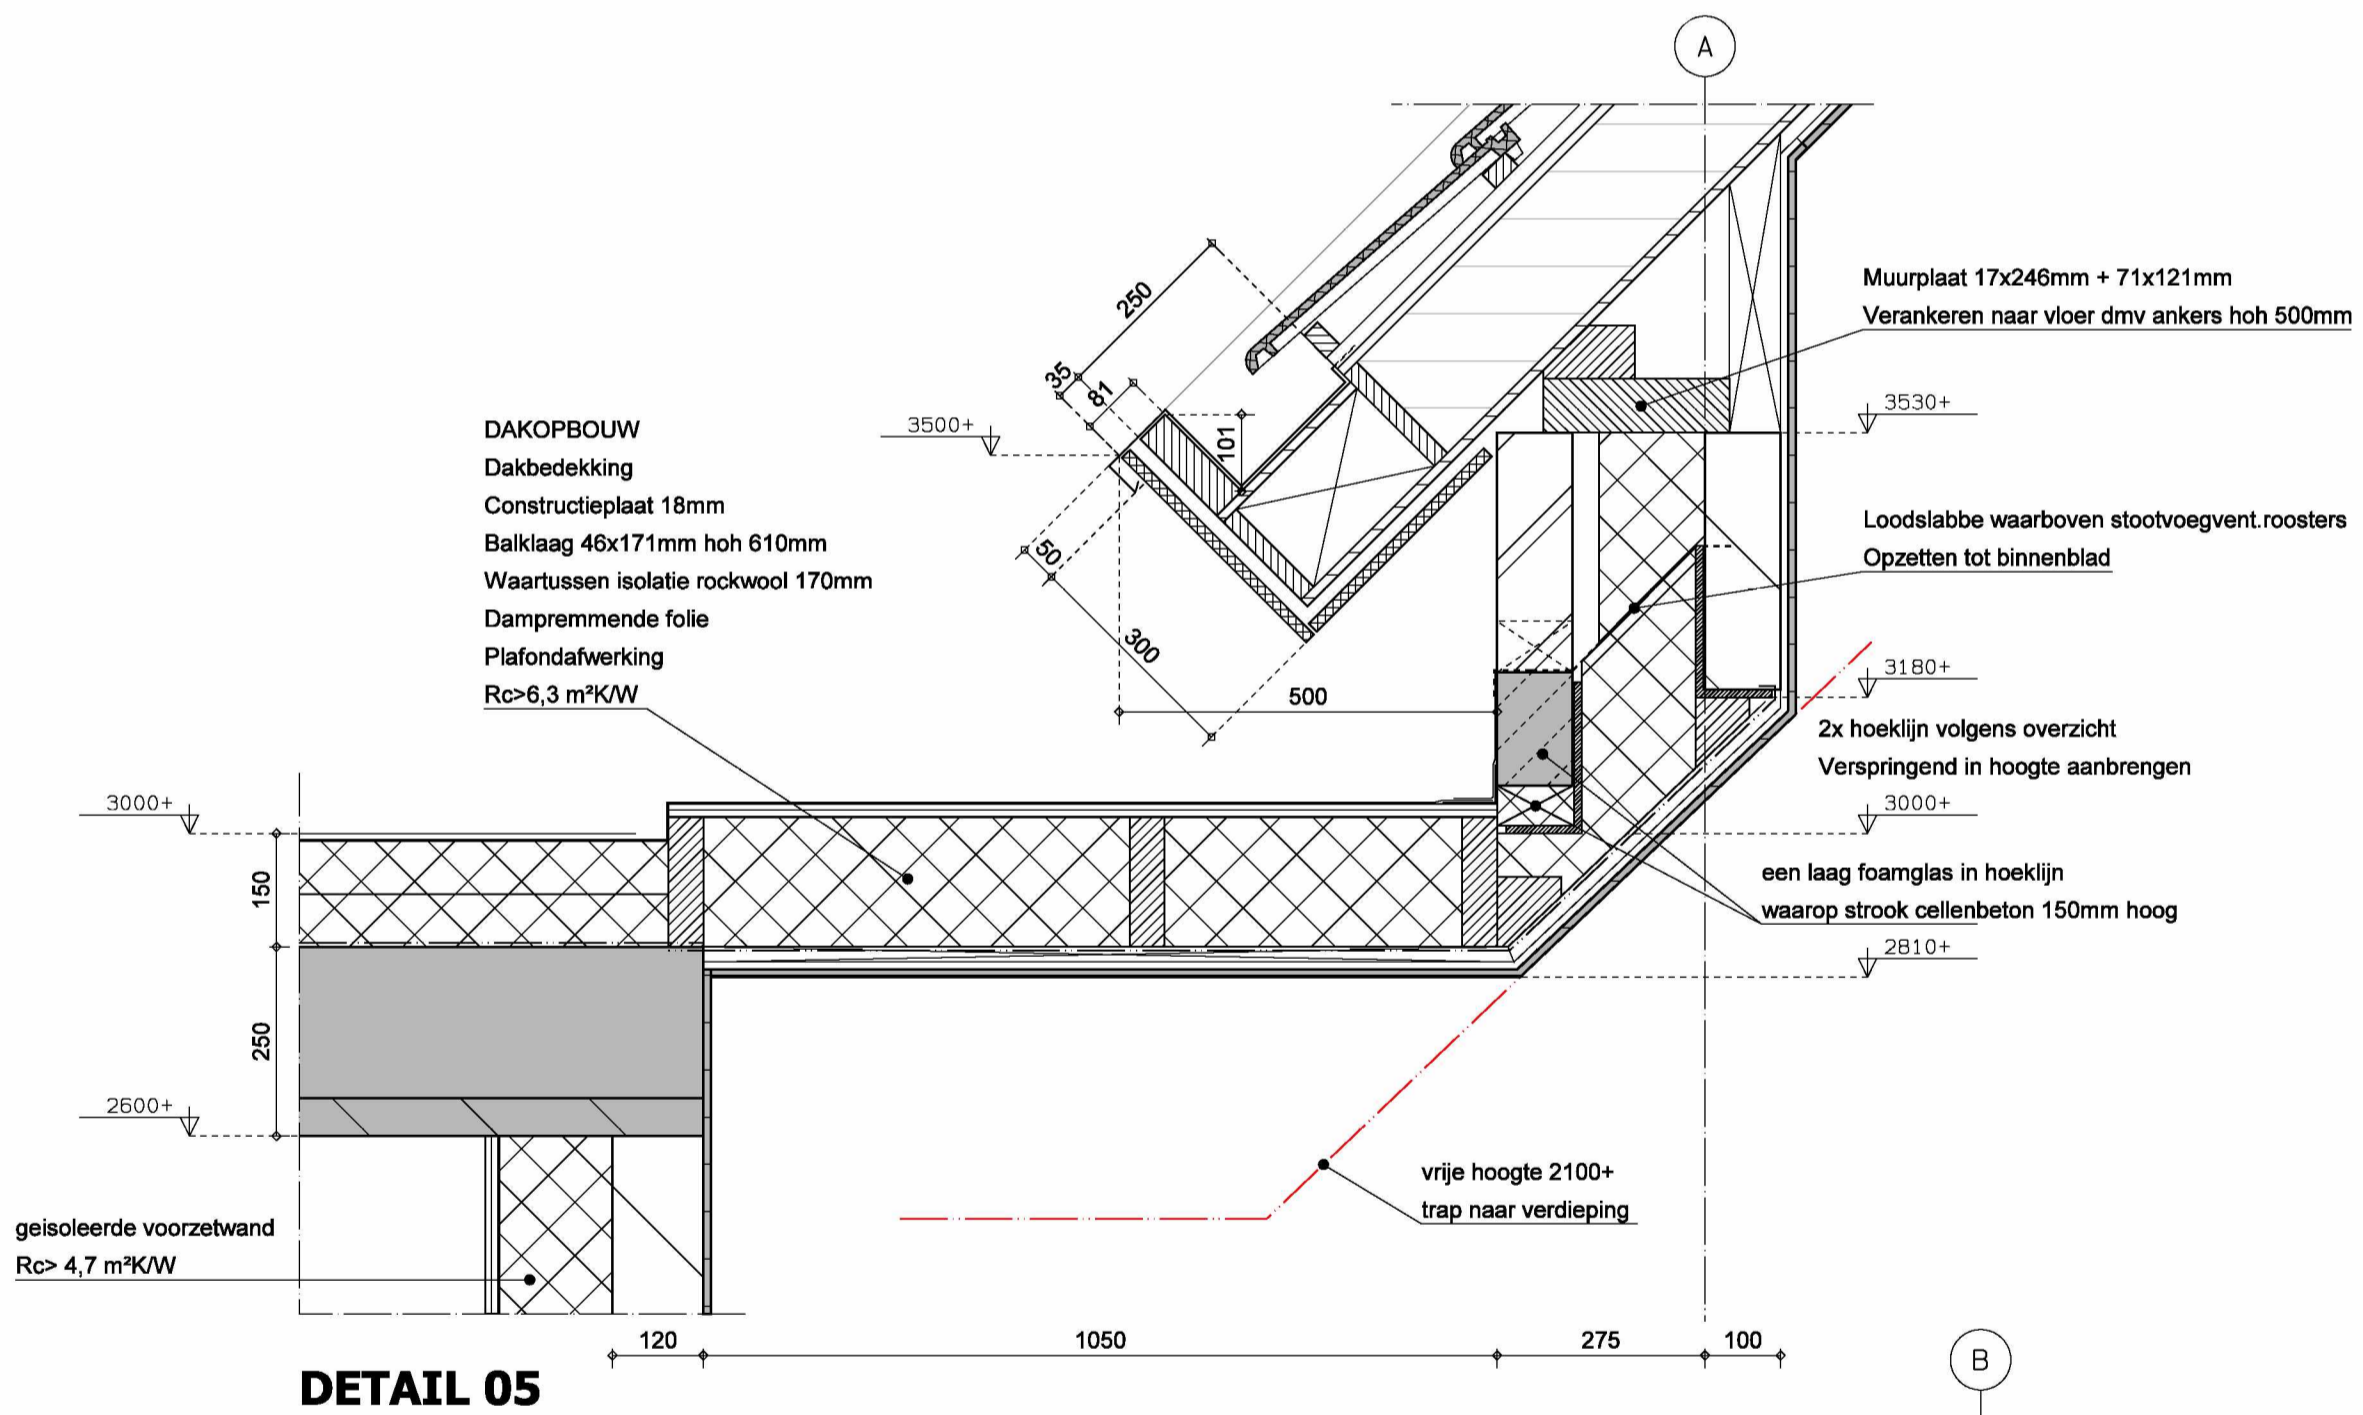 A
Muurplaat 17x246mm + 71x121mm
Verankeren naar vloer dmv ankers hoh 500mm
250
35
81
101
3500+
3530+
DAKOPBOUW
Dakbedekking
Constructieplaat 18mm
Balklaag 46x171mm hoh 610mm
Waartussen isolatie rockwool 170mm
Dampremmende folie
Plafondafwerking
Rc>6,3 m²K/W
50
300
500
Loodslabbe waarboven stootvoegvent.roosters
Opzetten tot binnenblad
3180+
2x hoeklijn volgens overzicht
Verspringend in hoogte aanbrengen
3000+
3000+
een laag foamglas in hoeklijn
waarop strook cellenbeton 150mm hoog
2810+
150
250
2600+
vrije hoogte 2100+
trap naar verdieping
geisoleerde voorzetwand
Rc> 4,7 m²K/W
120
1050
275
100
B
DETAIL 05